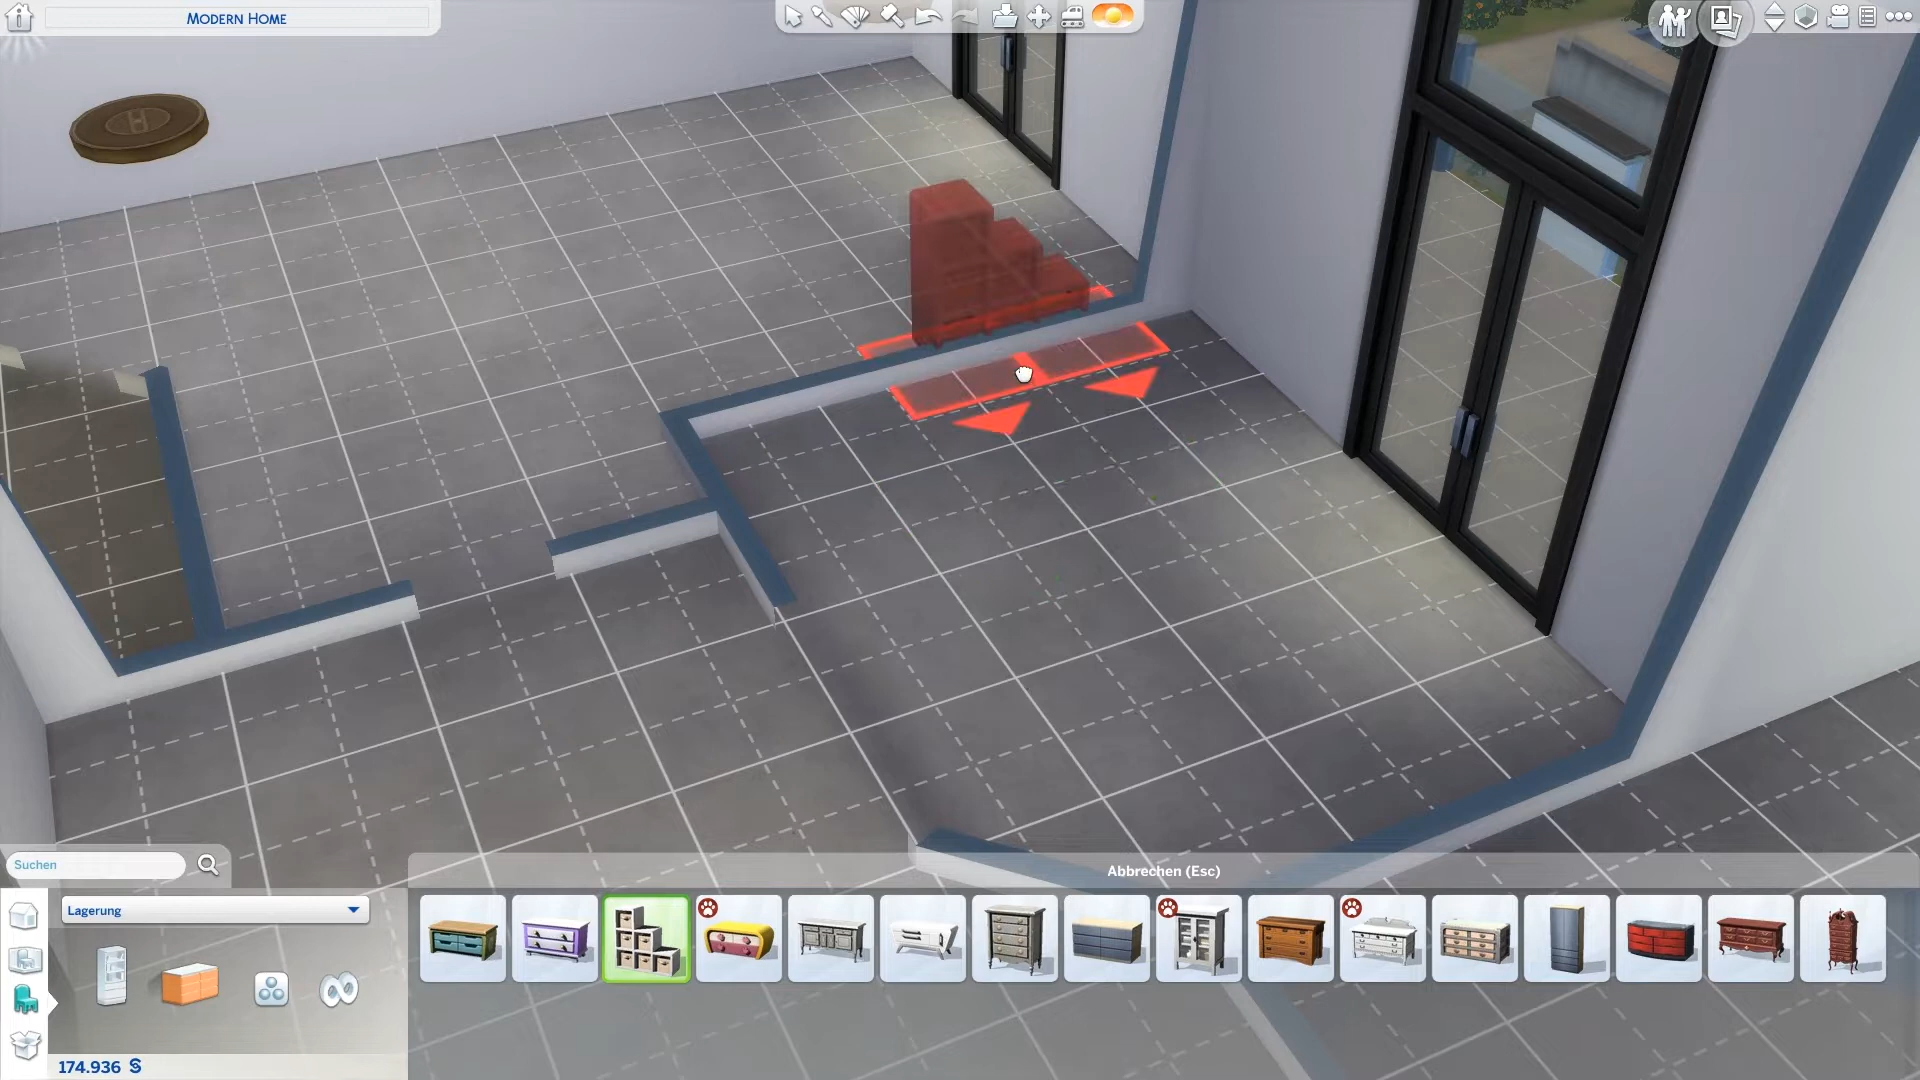 Modern Home
Suchen
Abbrechen (Esc)
Lagerung
174.936 §